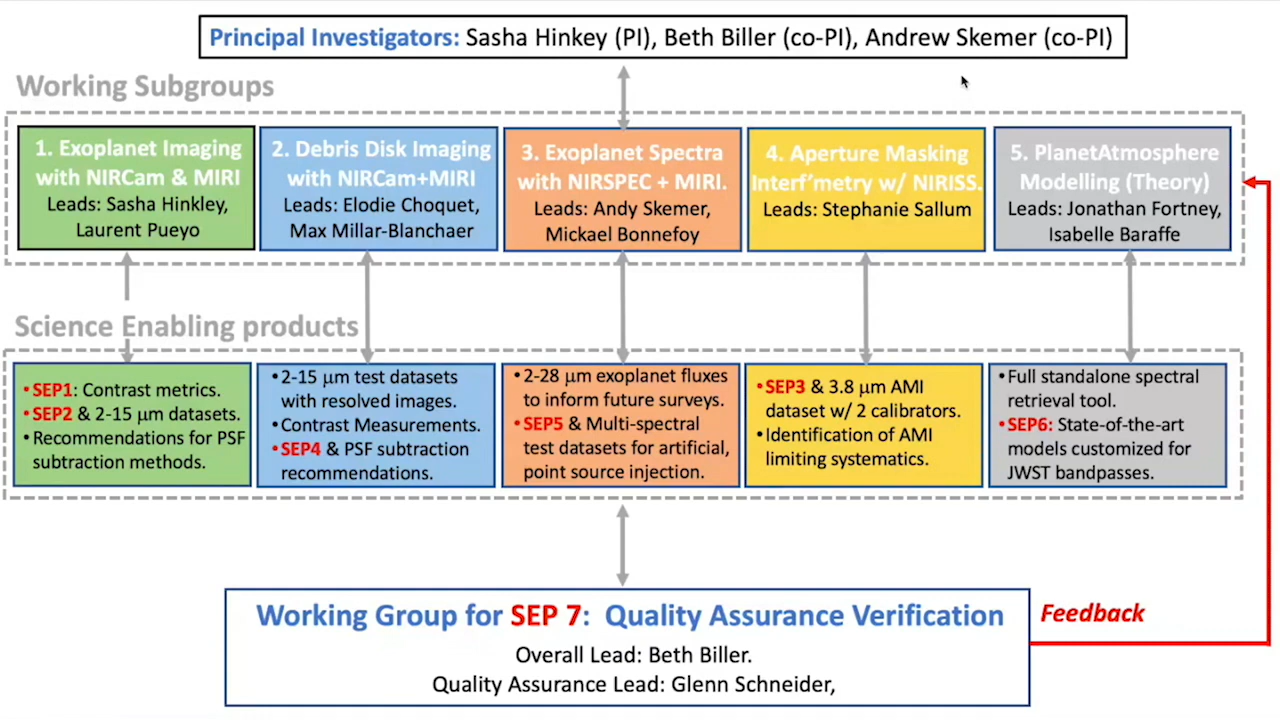 Principal Investigators: Sasha Hinkey (PI), Beth Biller (co-PI), Andrew Skemer (co-PI)
Working Subgroups
1. Exoplanet Imaging
with NIRCam & MIRI
Leads: Sasha Hinkley,
Laurent Pueyo
2. Debris Disk Imaging
with NIRCam+MIRI
Leads: Elodie Choquet,
Max Millar-Blanchaer
3. Exoplanet Spectra
with NIRSPEC + MIRI.
Leads: Andy Skemer,
Mickael Bonnefoy
4. Aperture Masking
Interf'metry w/ NIRISS.
Leads: Stephanie Sallum
5. PlanetAtmosphere
Modelling (Theory)
Leads: Jonathan Fortney,
Isabelle Baraffe
Science Enabling products
•SEP1: Contrast metrics.
•SEP2 & 2-15 μm datasets.
•Recommendations for PSF
subtraction methods.
•2-15 μm test datasets
with resolved images.
•Contrast Measurements.
•SEP4 & PSF subtraction
recommendations.
•2-28 μm exoplanet fluxes
to inform future surveys.
•SEP5 & Multi-spectral
test datasets for artificial,
point source injection.
•SEP3 & 3.8 μm AMI
dataset w/ 2 calibrators.
•Identification of AMI
limiting systematics.
•Full standalone spectral
retrieval tool.
•SEP6: State-of-the-art
models customized for
JWST bandpasses.
Working Group for SEP 7: Quality Assurance Verification
Overall Lead: Beth Biller.
Quality Assurance Lead: Glenn Schneider,
Feedback